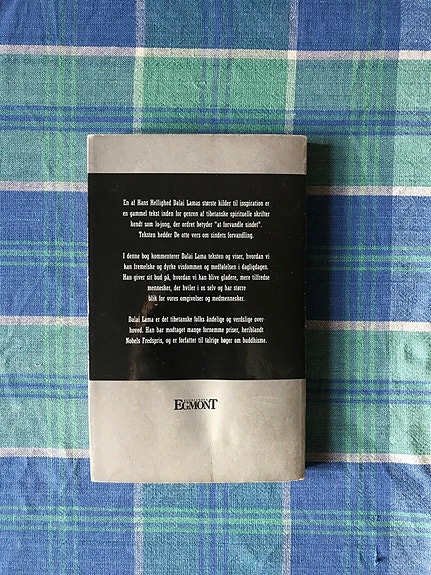 En af Hans Hellighed Dalai Lamas største kilder til inspiration er
en gammel tekst inden for genren af tibetanske spirituelle skrifter
kendt som lo-jong, der ordret betyder "at forvandle sindet".
Teksten hedder De otte vers om sindets forvandling.
I denne bog kommenterer Dalai Lama teksten og viser, hvordan vi
kan fremelske og dyrke visdommen og medfølelsen i dagligdagen.
Han giver sit bud på, hvordan vi kan blive gladere, mere tilfredse
mennesker, der hviler i os selv og har større
blik for vores omgivelser og medmennesker.
Dalai Lama er det tibetanske folks åndelige og verdslige over-
hoved. Han har modtaget mange fornemme priser, heriblandt
Nobels Fredspris, og er forfatter til talrige bøger om buddhisme.
EGMONT